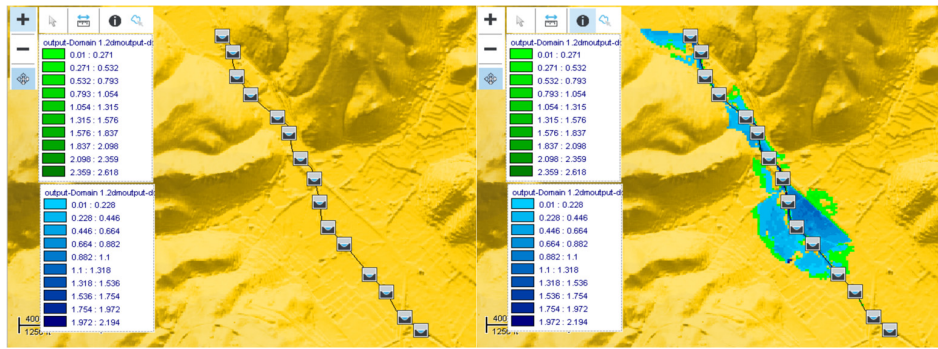 output-Domain 1.2dmoutput-d
0.01 : 0.271
0.271 : 0.532
0.532 : 0.793
0.793 : 1.054
1.054 : 1.315
1.315 : 1.576
1.576 : 1.837
1.837 : 2.098
2.098 : 2.359
2.359 : 2.618
output-Domain 1.2dmoutput-d
0.01 : 0.228
0.228 : 0.446
0.446 : 0.664
0.664 : 0.882
0.882 : 1.1
1.1 : 1.318
1.318 : 1.536
1.536 : 1.754
1.754 : 1.972
1.972 : 2.194
400
output-Domain 1.2dmoutput-d
0.01 : 0.271
0.271 : 0.532
0.532 : 0.793
0.793 : 1.054
1.054 : 1.315
1.315 : 1.576
1.576 : 1.837
1.837 : 2.098
2.098 : 2.359
2.359 : 2.618
output-Domain 1.2dmoutput-d
0.01 : 0.228
0.228 : 0.446
0.446 : 0.664
0.664 : 0.882
0.882 : 1.1
1.1 : 1.318
1.318 : 1.536
1.536 : 1.754
1.754 : 1.972
1.972 : 2.194
400